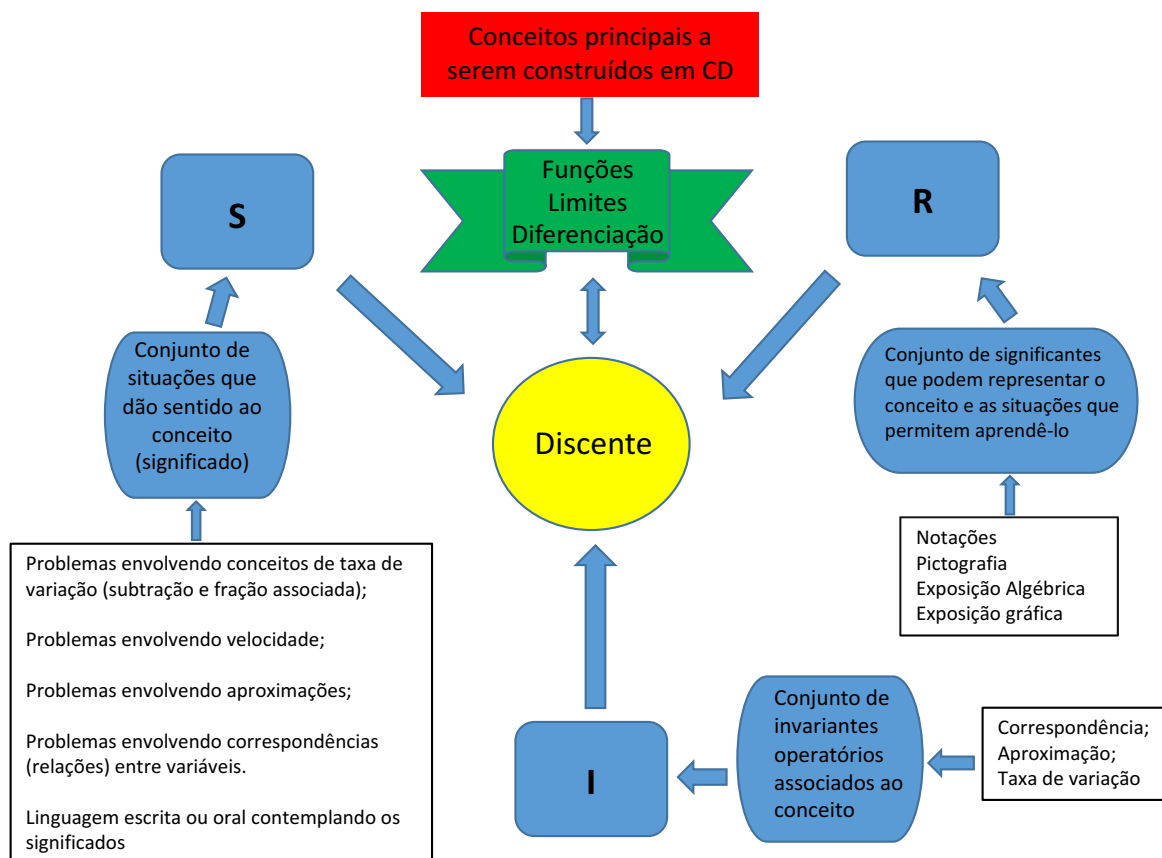 Conceitos principais a
serem construídos em CD
Funções
Limites
Diferenciação
S
R
Conjunto de
situações que
dão sentido ao
conceito
(significado)
Discente
Conjunto de significantes
que podem representar o
conceito e as situações que
permitem aprendê-lo
Problemas envolvendo conceitos de taxa de
variação (subtração e fração associada);
Problemas envolvendo velocidade;
Problemas envolvendo aproximações;
Problemas envolvendo correspondências
(relações) entre variáveis.
Linguagem escrita ou oral contemplando os
significados
Notações
Pictografia
Exposição Algébrica
Exposição gráfica
I
Conjunto de
invariantes
operatórios
associados ao
conceito
Correspondência;
Aproximação;
Taxa de variação